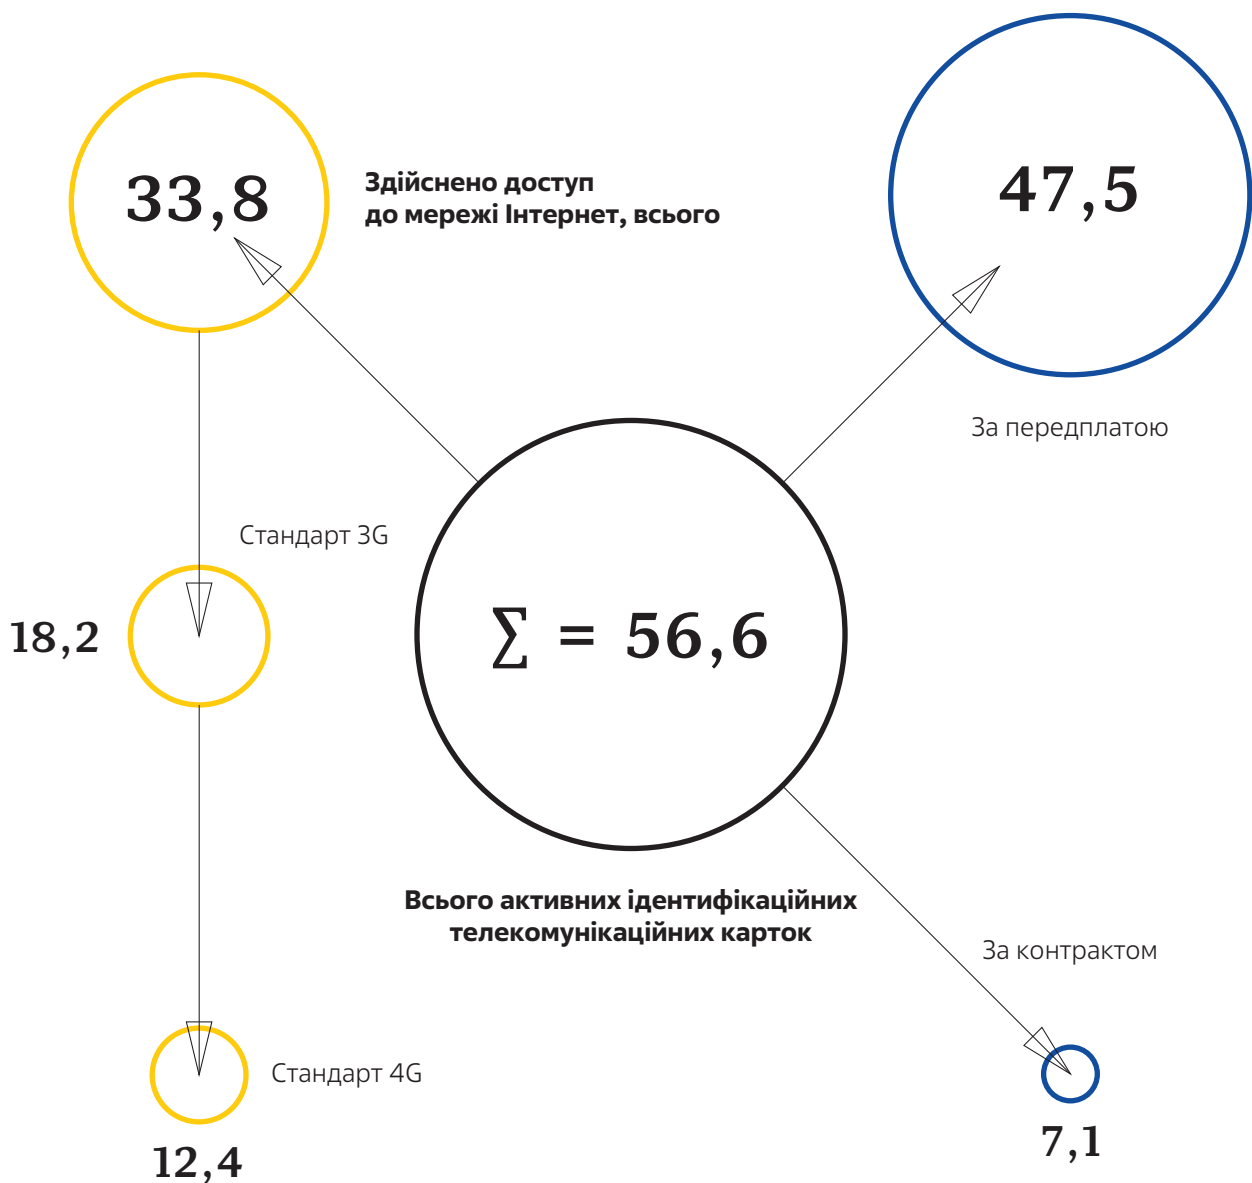 33,8
Здійснено доступ
до мережі Інтернет, всього
47,5
За передплатою
Стандарт 3G
18,2
∑ = 56,6
Всього активних ідентифікаційних
телекомунікаційних карток
За контрактом
Стандарт 4G
12,4
7,1